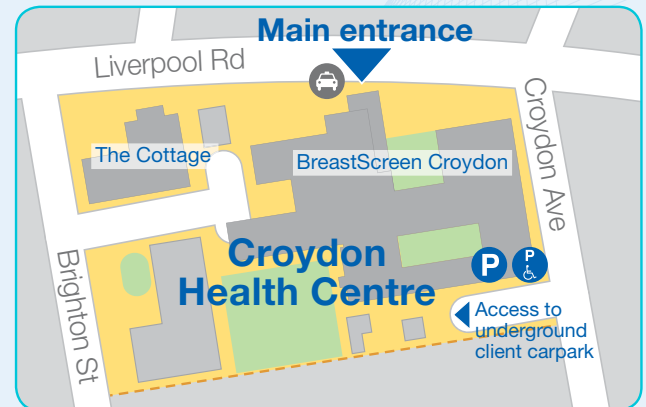 Main entrance
Liverpool Rd
Croydon Ave
The Cottage
BreastScreen Croydon
Brighton St
Croydon
Health Centre
P
P
Access to
underground
client carpark